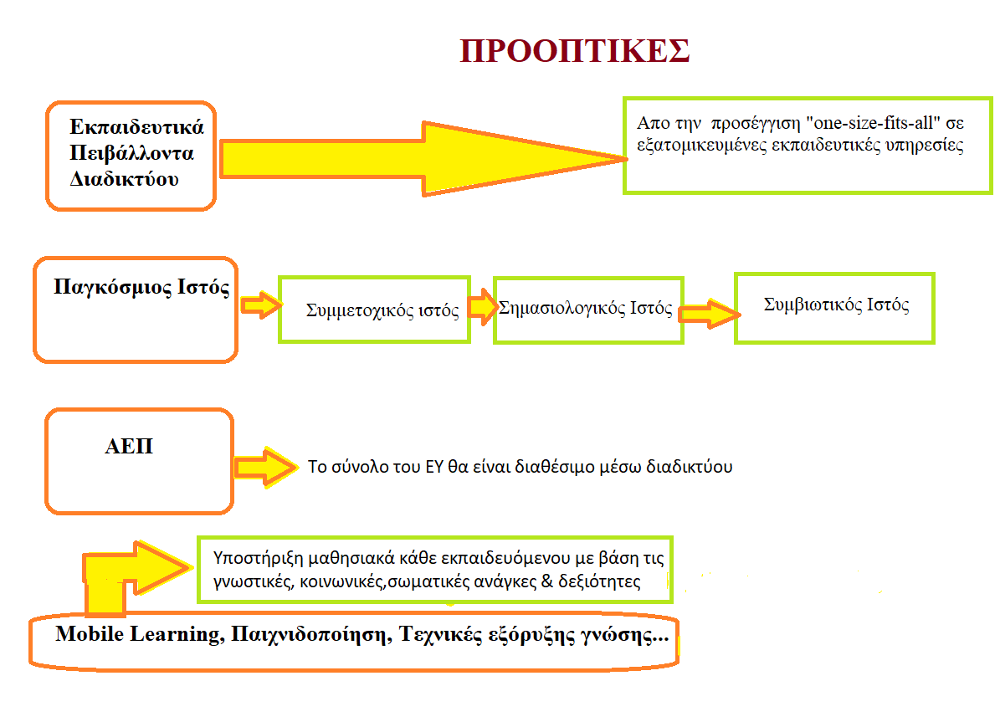 ΠΡΟΟΠΤΙΚΕΣ
Εκπαιδευτικά
Πειβάλλοντα
Διαδικτύου
Απο την προσέγγιση "one-size-fits-all" σε
εξατομικευμένες εκπαιδευτικές υπηρεσίες
Παγκόσμιος Ιστός
Συμμετοχικός ιστός
Σημασιολογικός Ιστός
Συμβιωτικός Ιστός
ΑΕΠ
Το σύνολο του ΕΥ θα είναι διαθέσιμο μέσω διαδικτύου
Υποστήριξη μαθησιακά κάθε εκπαιδευόμενου με βάση τις
γνωστικές, κοινωνικές,σωματικές ανάγκες & δεξιότητες
Mobile Learning, Παιχνιδοποίηση, Τεχνικές εξόρυξης γνώσης...